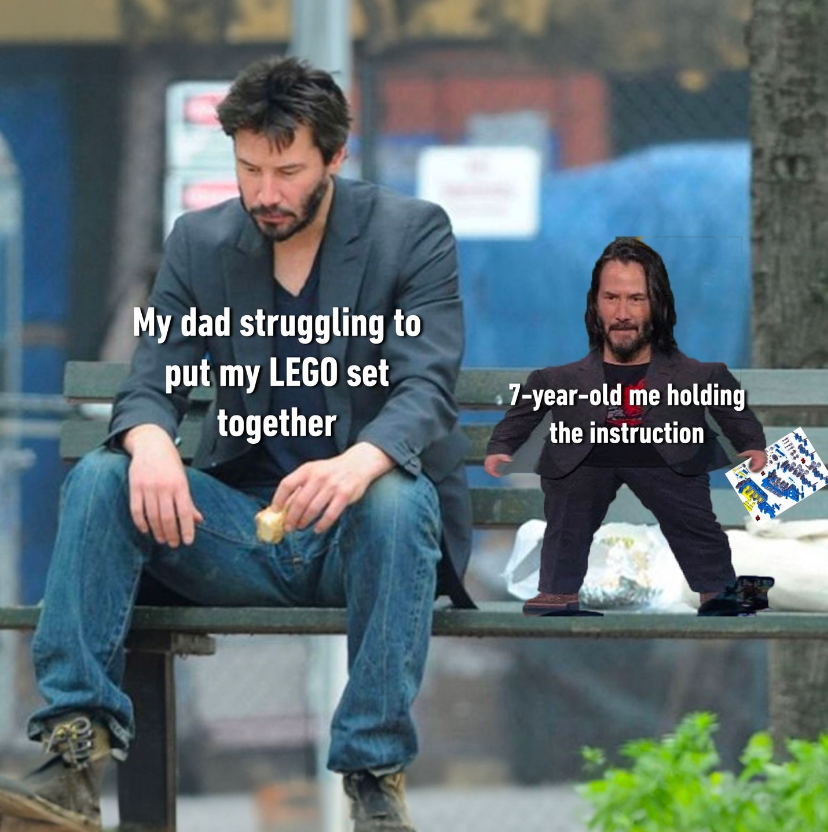 My dad struggling to
put my LEGO set
together
7-year-old me holding
the instruction